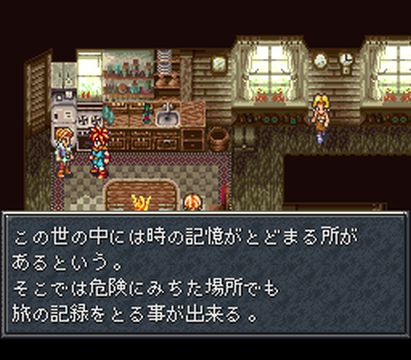 この世の中には時の記憶がとどまる所が
あるという。
そこでは危険にみちた場所でも
旅の記録をとる事が出来る。